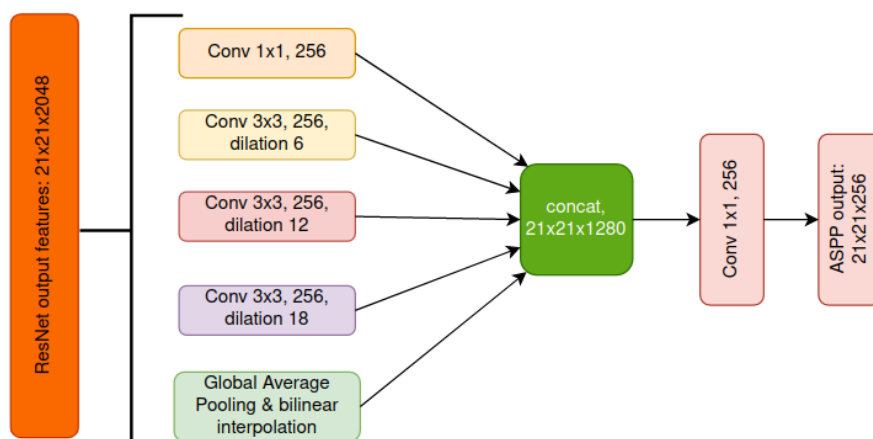 ResNet output features: 21x21x2048
Conv 1x1, 256
Conv 3x3, 256,
dilation 6
Conv 3x3, 256,
dilation 12
Conv 3x3, 256,
dilation 18
Global Average
Pooling & bilinear
interpolation
concat,
21x21x1280
Conv 1x1, 256
ASPP output:
21x21x256